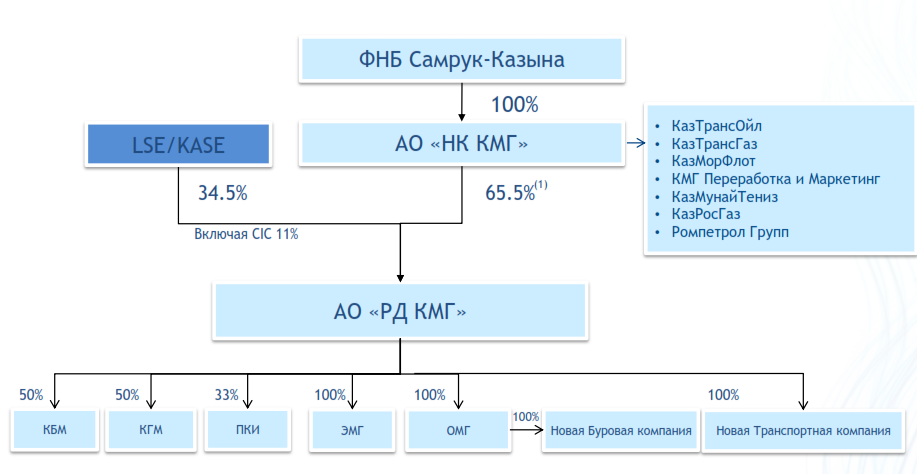 ФНБ Самрук-Казына
100%
LSE/KASE
АО «НК КМГ»
• КазТрансОйл
• КазТрансГаз
• КазМорФлот
• КМГ Переработка и Маркетинг
• КазМунайТениз
• КазРосГаз
• Ромпетрол Групп
34.5%
65.5%(1)
Включая CIC 11%
АО «РД КМГ»
50%
50%
33%
100%
100%
100%
100%
КБМ
КГМ
ПКИ
ЭМГ
ОМГ
Новая Буровая компания
Новая Транспортная компания